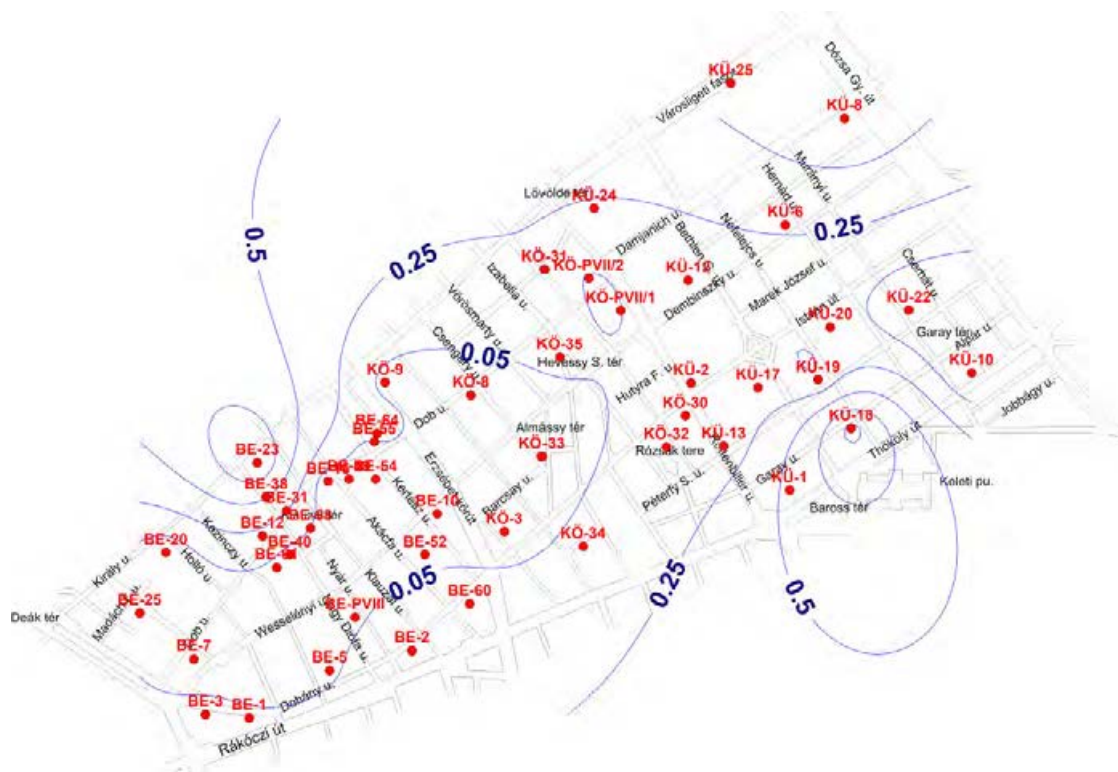 KÜ-25
Dózsa Gy. út
Városligeti fasor
KÜ-8
Murányi u.
Hernád u.
Lövölde tér
KÜ-24
Damjanich u.
Bethlen G. u.
Nefelejcs u.
KÜ-6
0.25
0.5
0.25
KÖ-31
KÖ-PVII/2
KÜ-12
Izabella u.
Dembinszky u.
Marek József u.
Cserhát u.
KÖ-PVII/1
István út
KÜ-22
KÜ-20
Vörösmarty u.
Csengery u.
Garay tér
0.05
KÖ-35
Hevessy S. tér
KÖ-9
KÖ-8
Hutyra F. u.
KÜ-2
KÜ-17
KÜ-19
KÜ-10
Jobbágy u.
Dob u.
KÖ-30
Almássy tér
KÖ-33
KÖ-32
Rózsák tere
KÜ-13
KÜ-18
Thököly út
BE-64
BE-55
BE-23
BE-54
Erzsébet körút
Péterfy S. u.
Garay u.
KÜ-1
Keleti pu.
Baross tér
BE-38
BE-31
Kertész u.
BE-10
Barcsay u.
KÖ-3
BE-12
Kazinczy u.
Akácfa u.
BE-20
Holló u.
BE-40
BE-52
KÖ-34
Király u.
Nyár u.
Klauzál u.
0.05
0.25
0.5
BE-25
Wesselényi u.
BE-PVIII
BE-60
Deák tér
Madách u.
Dob u.
Nagy Diófa u.
BE-7
BE-5
BE-2
Dohány u.
BE-3
BE-1
Rákóczi út